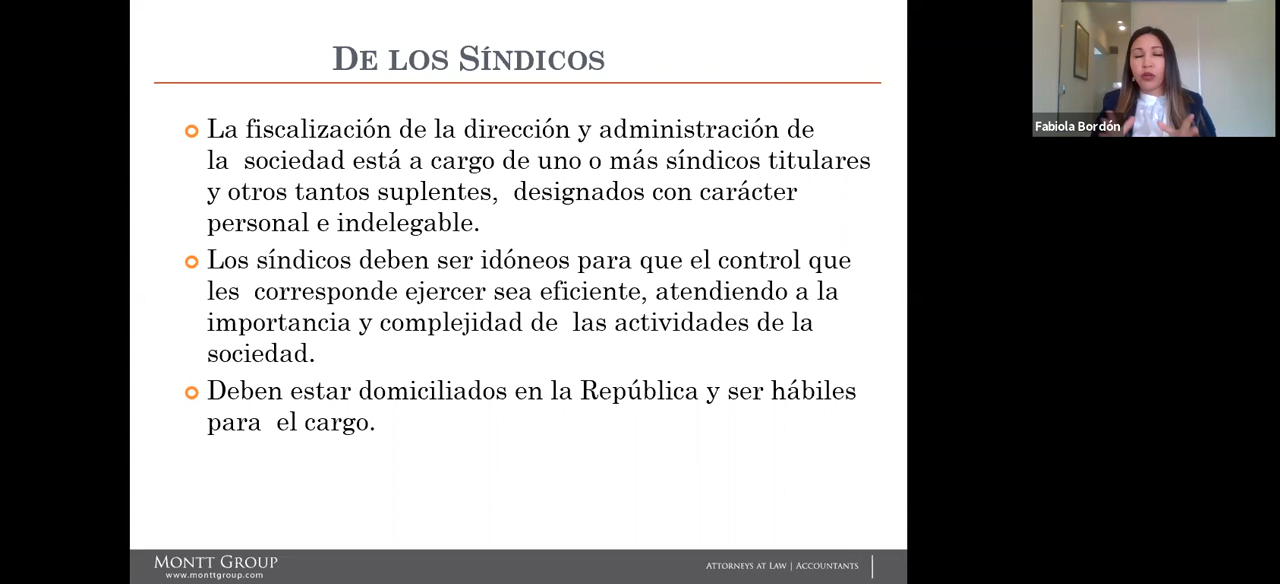 DE LOS SÍNDICOS
La fiscalización de la dirección y administración de
la sociedad está a cargo de uno o más síndicos titulares
y otros tantos suplentes, designados con carácter
personal e indelegable.
Los síndicos deben ser idóneos para que el control que
les corresponde ejercer sea eficiente, atendiendo a la
importancia y complejidad de las actividades de la
sociedad.
Deben estar domiciliados en la República y ser hábiles
para el cargo.
MONTT GROUP
www.monttgroup.com
ATTORNEYS AT LAW | ACCOUNTANTS
Fabiola Bordón